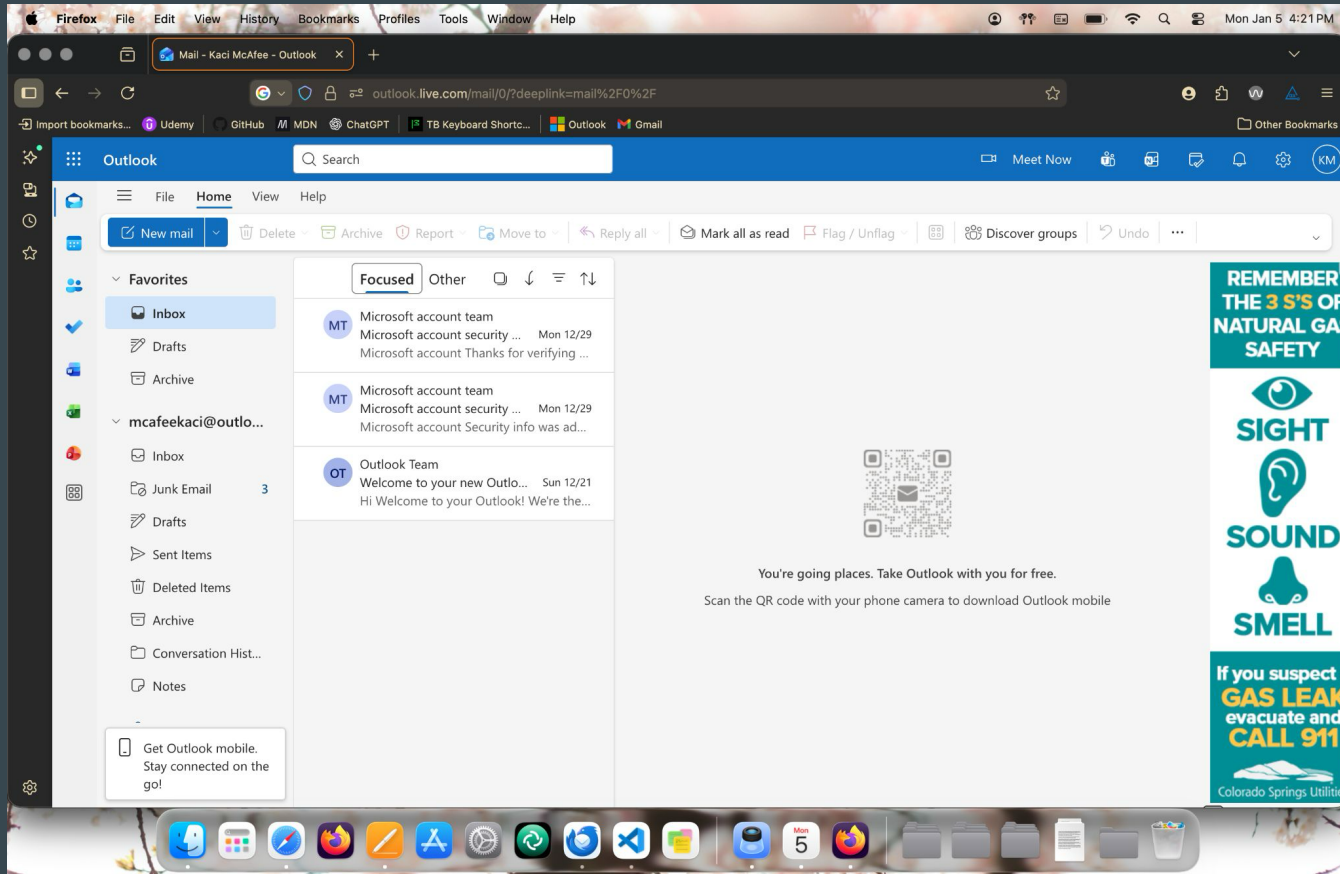 Firefox File Edit View History Bookmarks Profiles Tools Window Help Mon Jan 5 4:21 PM
Mail - Kaci McAfee - Outlook
outlook.live.com/mail/0/?deeplink=mail%2F0%2F
Import bookmarks... Udemy GitHub MDN ChatGPT TB Keyboard Shortc... Outlook Gmail Other Bookmarks
Outlook Search Meet Now KM
File Home View Help
New mail Delete Archive Report Move to Reply all Mark all as read Flag / Unflag Discover groups Undo ...
Favorites
Inbox
Drafts
Archive
mcafeekaci@outlo...
Inbox
Junk Email 3
Drafts
Sent Items
Deleted Items
Archive
Conversation Hist...
Notes
Get Outlook mobile.
Stay connected on the
go!
Focused Other
MT
Microsoft account team
Microsoft account security ... Mon 12/29
Microsoft account Thanks for verifying ...
MT
Microsoft account team
Microsoft account security ... Mon 12/29
Microsoft account Security info was ad...
OT
Outlook Team
Welcome to your new Outlo... Sun 12/21
Hi Welcome to your Outlook! We're the...
You're going places. Take Outlook with you for free.
Scan the QR code with your phone camera to download Outlook mobile
REMEMBER
THE 3 S'S OF
NATURAL GA
SAFETY
SIGHT
SOUND
SMELL
If you suspect
GAS LEAK
evacuate and
CALL 911
Colorado Springs Utilitie
Mon
5